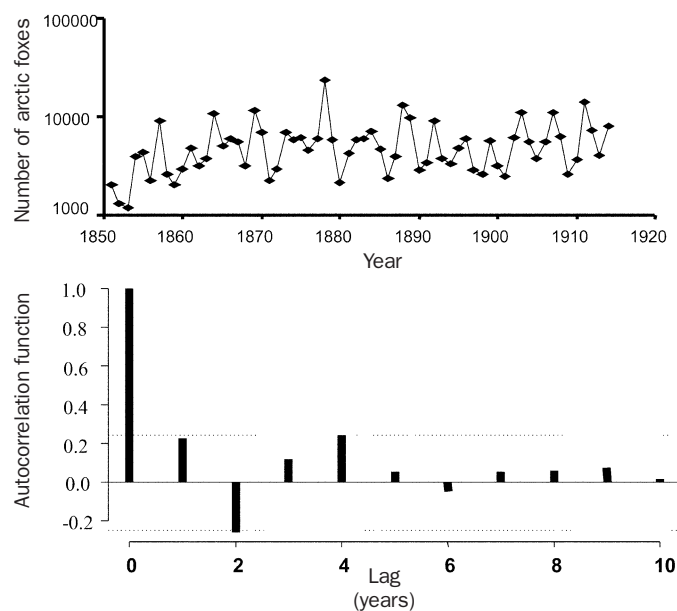 Number of arctic foxes
100000
10000
1000
1850 1860 1870 1880 1890 1900 1910 1920
Year
Autocorrelation function
1.0
0.8
0.6
0.4
0.2
0.0
-0.2
0 2 4 6 8 10
Lag
(years)